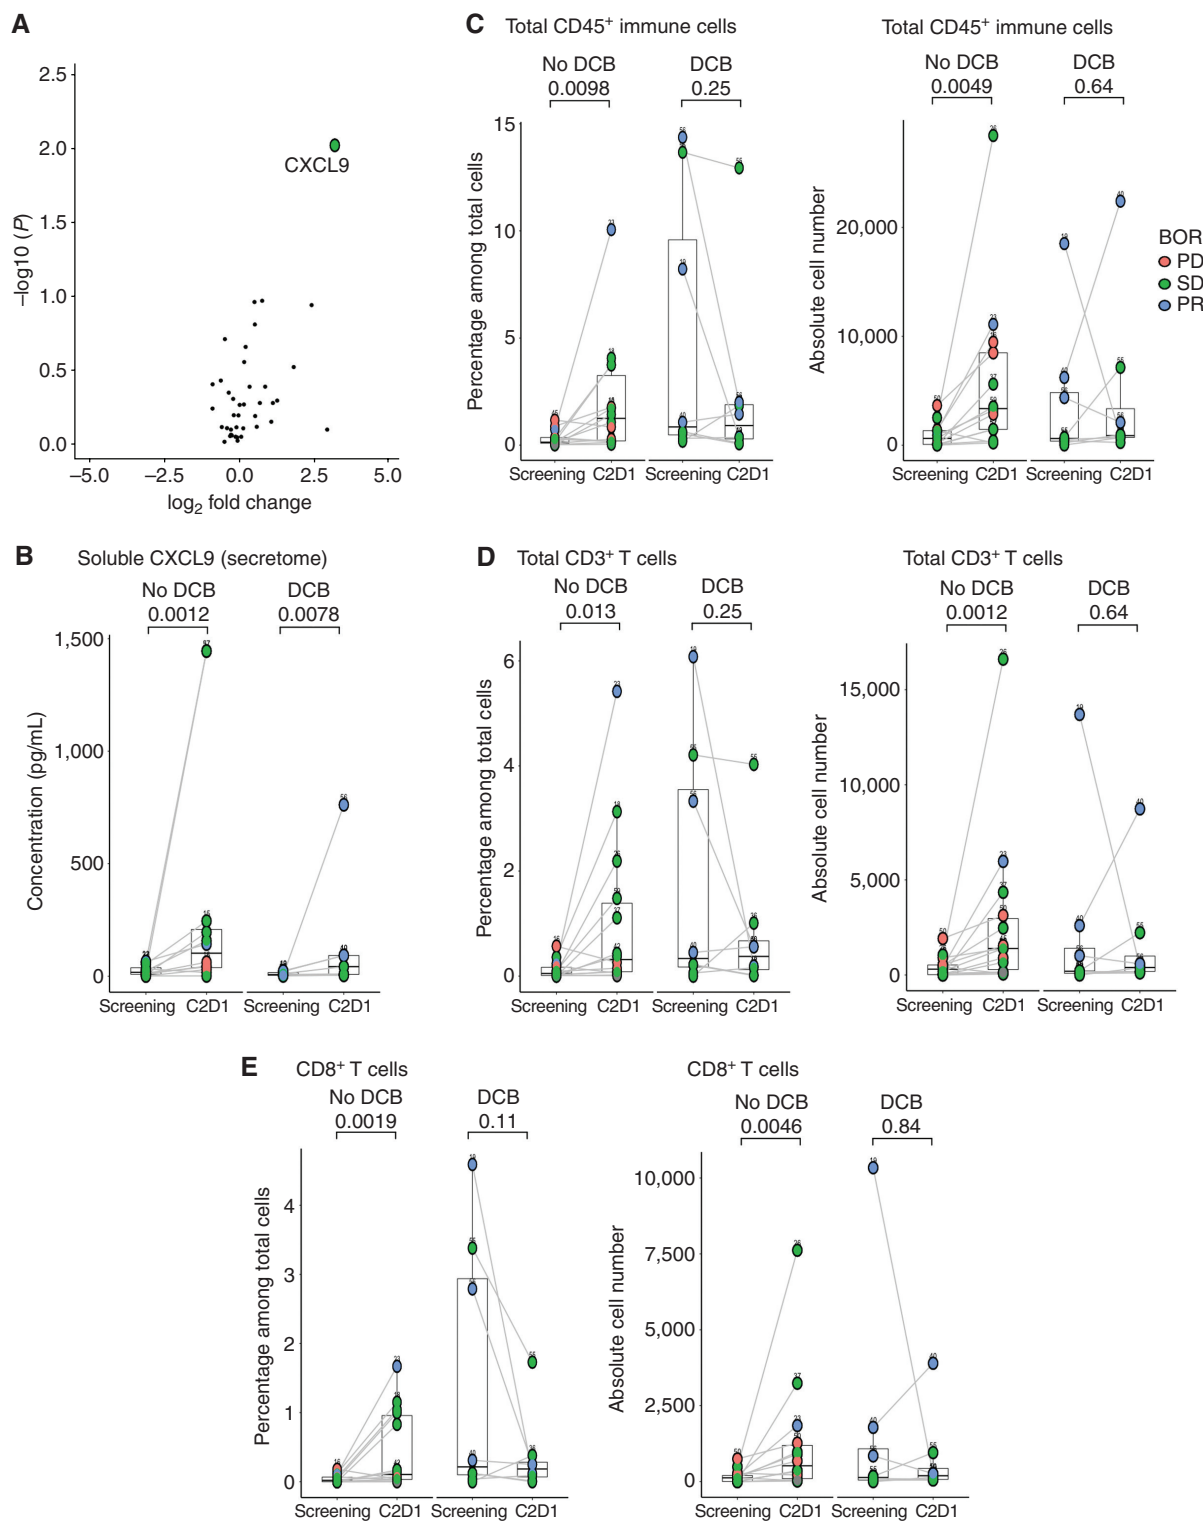 A
2.5
2.0
1.5
1.0
0.5
0.0
–log10 (P)
CXCL9
–5.0 –2.5 0.0 2.5 5.0
log2 fold change
B Soluble CXCL9 (secretome)
No DCB DCB
0.0012 0.0078
1,500
1,000
500
0
Concentration (pg/mL)
Screening C2D1 Screening C2D1
C Total CD45+ immune cells
No DCB DCB
0.0098 0.25
15
10
5
0
Percentage among total cells
Screening C2D1 Screening C2D1
Total CD45+ immune cells
No DCB DCB
0.0049 0.64
20,000
10,000
0
Absolute cell number
Screening C2D1 Screening C2D1
BOR
PD
SD
PR
D Total CD3+ T cells
No DCB DCB
0.013 0.25
6
4
2
0
Percentage among total cells
Screening C2D1 Screening C2D1
Total CD3+ T cells
No DCB DCB
0.0012 0.64
15,000
10,000
5,000
0
Absolute cell number
Screening C2D1 Screening C2D1
E CD8+ T cells
No DCB DCB
0.0019 0.11
4
3
2
1
0
Percentage among total cells
Screening C2D1 Screening C2D1
CD8+ T cells
No DCB DCB
0.0046 0.84
10,000
7,500
5,000
2,500
0
Absolute cell number
Screening C2D1 Screening C2D1